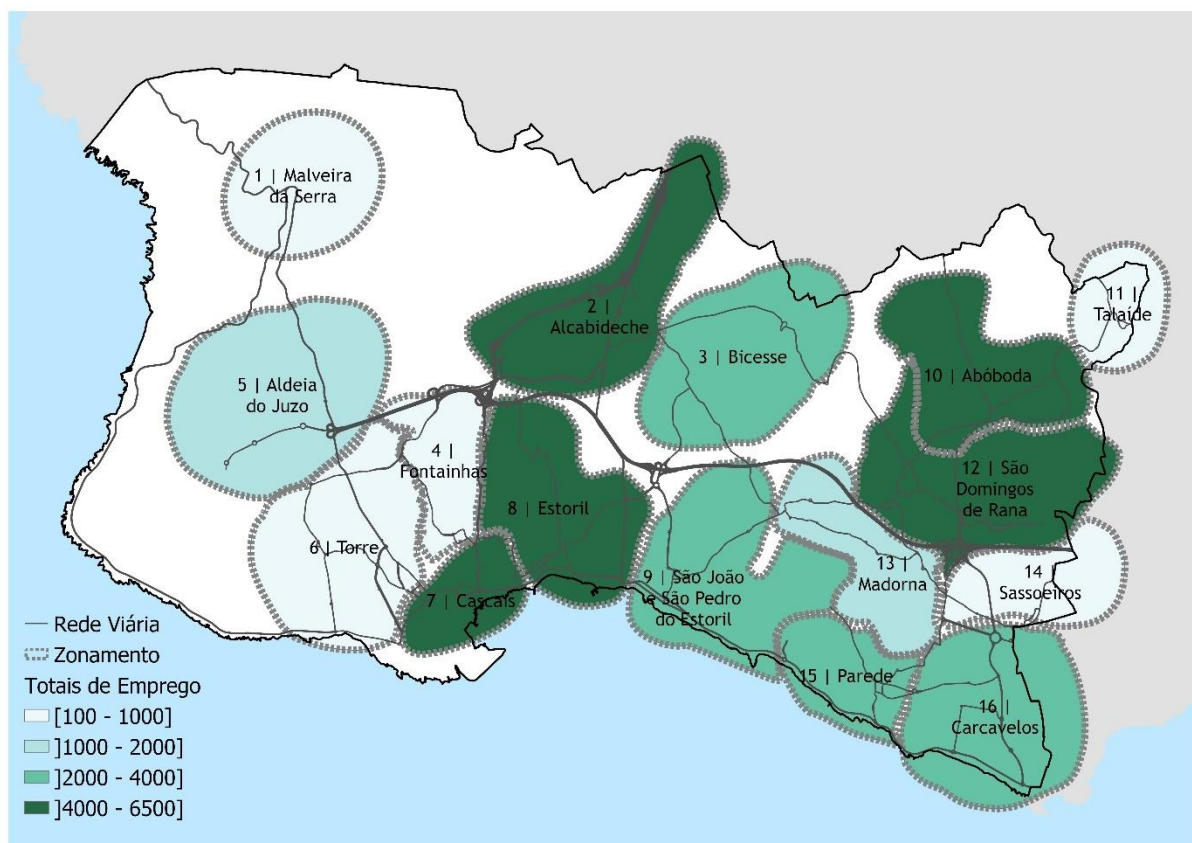 1 | Malveira
da Serra
2 |
Alcabideche
3 | Bicesse
11 |
Talaíde
10 | Abóboda
5 | Aldeia
do Juzo
4 |
Fontainhas
12 | São
Domingos
de Rana
8 | Estoril
6 | Torre
13 |
Madorna
14
Sassoeiros
9 | São João
e São Pedro
do Estoril
7 | Cascais
15 | Parede
16 |
Carcavelos
Rede Viária
Zonamento
Totais de Emprego
[100 - 1000]
]1000 - 2000]
]2000 - 4000]
]4000 - 6500]